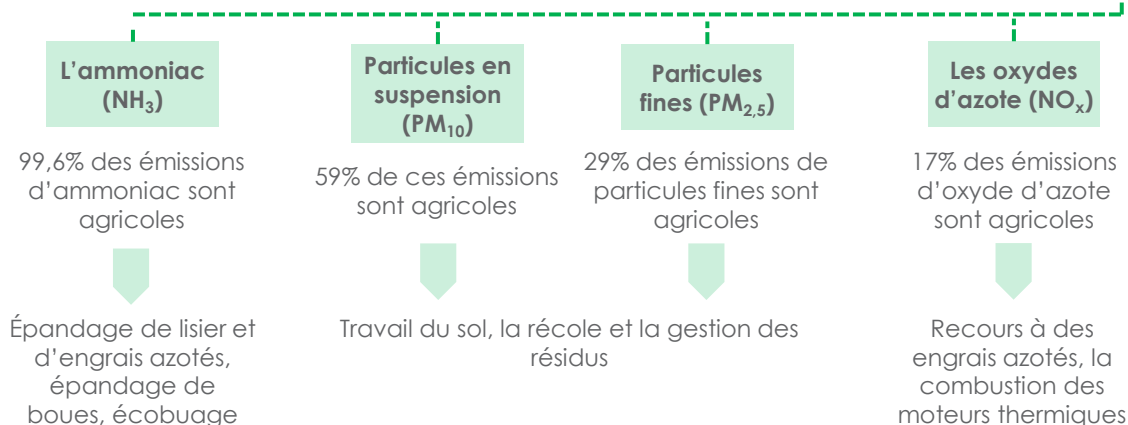 L'ammoniac
(NH₃)
99,6% des émissions
d'ammoniac sont
agricoles
Épandage de lisier et
d'engrais azotés,
épandage de
boues, écobuage
Particules en
suspension
(PM₁₀)
59% de ces émissions
sont agricoles
Particules
fines (PM₂,₅)
29% des émissions de
particules fines sont
agricoles
Travail du sol, la récole et la gestion des
résidus
Les oxydes
d'azote (NOₓ)
17% des émissions
d'oxyde d'azote
sont agricoles
Recours à des
engrais azotés, la
combustion des
moteurs thermiques